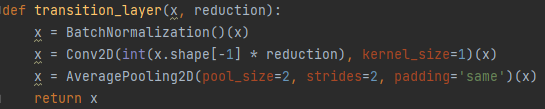 def transition_layer(x, reduction):
    x = BatchNormalization()(x)
    x = Conv2D(int(x.shape[-1] * reduction), kernel_size=1)(x)
    x = AveragePooling2D(pool_size=2, strides=2, padding='same')(x)
    return x